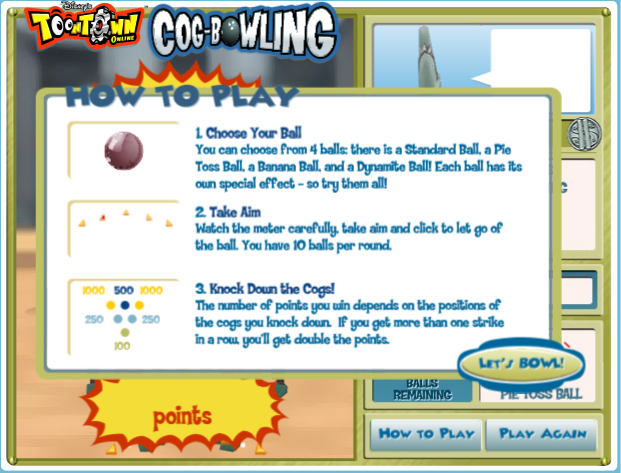 Disney's
TOONTOWN
ONLINE
COG-BOWLING
HOW TO PLAY
1. Choose Your Ball
You can choose from 4 balls: there is a Standard Ball, a Pie
Toss Ball, a Banana Ball, and a Dynamite Ball! Each ball has its
own special effect - so try them all!
2. Take Aim
Watch the meter carefully, take aim and click to let go of
the ball. You have 10 balls per round.
3. Knock Down the Cogs!
The number of points you win depends on the positions of
the cogs you knock down. If you get more than one strike
in a row, you'll get double the points.
1000 500 1000
250 250
100
LET'S BOWL!
points
BALLS
REMAINING
PIE TOSS BALL
HOW TO PLAY
PLAY AGAIN